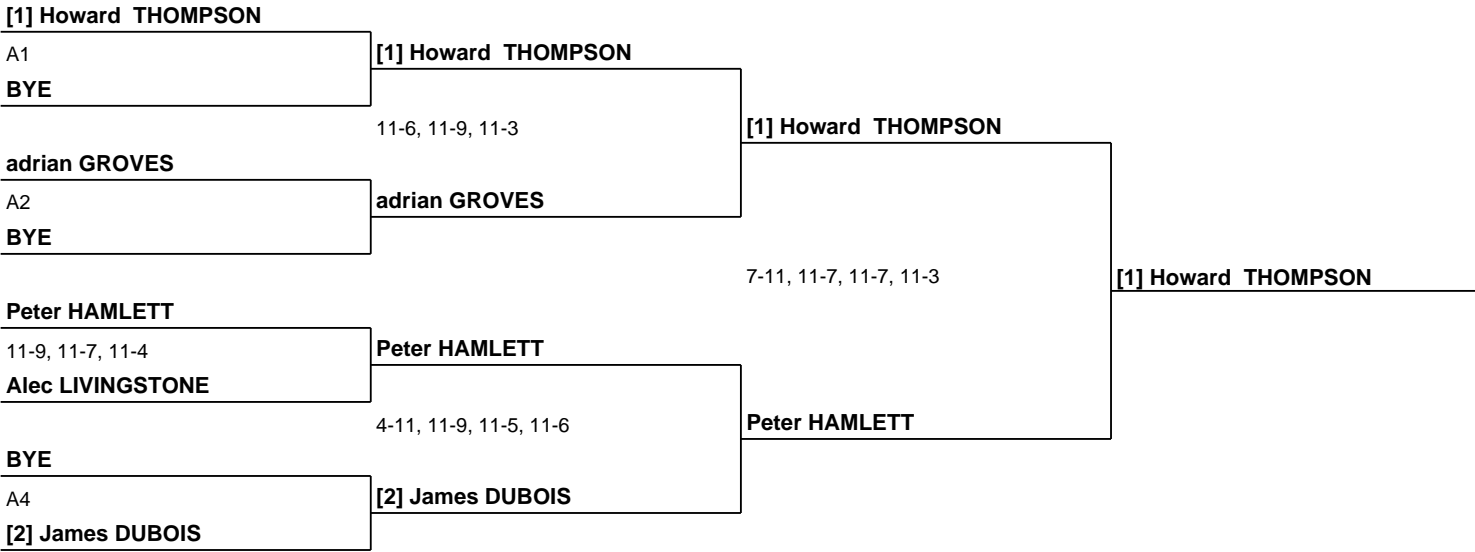 [1] Howard  THOMPSON
A1
[1] Howard  THOMPSON
BYE
11-6, 11-9, 11-3
[1] Howard  THOMPSON
adrian GROVES
A2
adrian GROVES
BYE
7-11, 11-7, 11-7, 11-3
[1] Howard  THOMPSON
Peter HAMLETT
11-9, 11-7, 11-4
Peter HAMLETT
Alec LIVINGSTONE
4-11, 11-9, 11-5, 11-6
Peter HAMLETT
BYE
A4
[2] James DUBOIS
[2] James DUBOIS